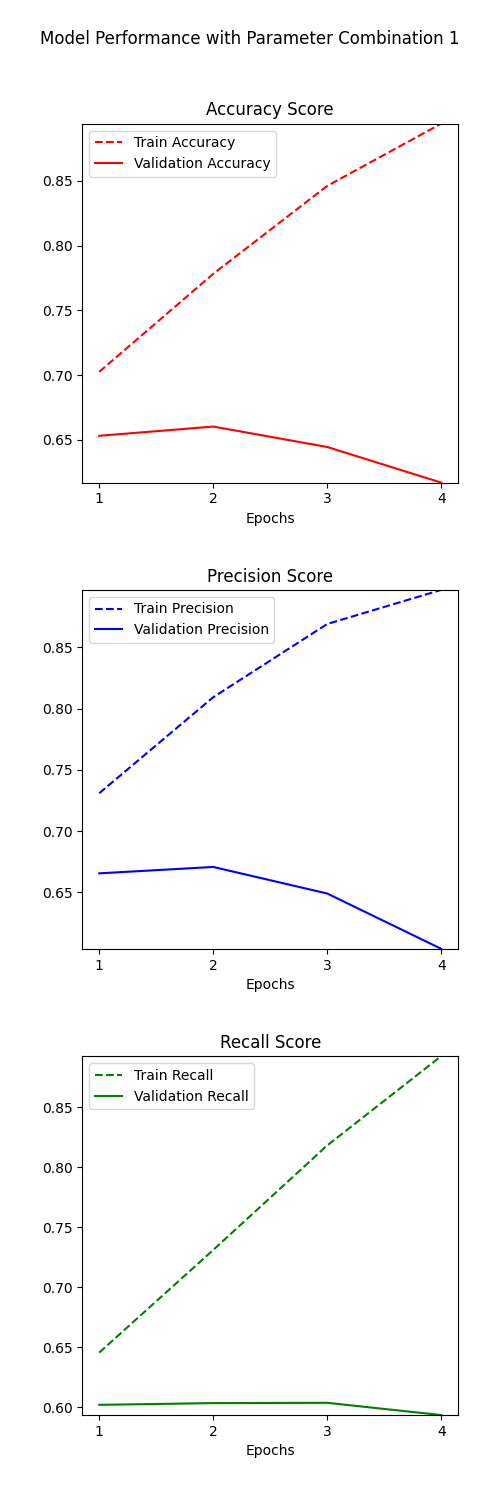 Model Performance with Parameter Combination 1
Accuracy Score
Train Accuracy
Validation Accuracy
0.85
0.80
0.75
0.70
0.65
1 2 3 4
Epochs
Precision Score
Train Precision
Validation Precision
0.85
0.80
0.75
0.70
0.65
1 2 3 4
Epochs
Recall Score
Train Recall
Validation Recall
0.85
0.80
0.75
0.70
0.65
0.60
1 2 3 4
Epochs